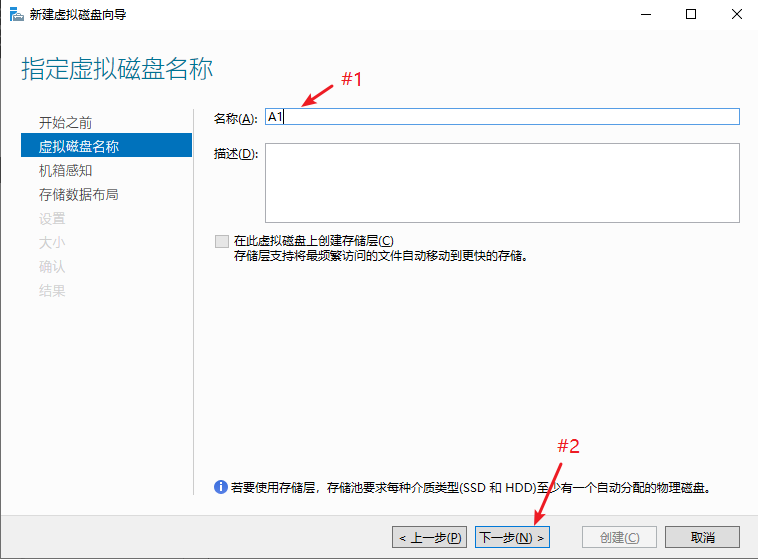 新建虚拟磁盘向导
指定虚拟磁盘名称
#1
开始之前
虚拟磁盘名称
机箱感知
存储数据布局
设置
大小
确认
结果
名称(A): A1
描述(D):
在此虚拟磁盘上创建存储层(C)
存储层支持将最频繁访问的文件自动移动到更快的存储。
#2
若要使用存储层，存储池要求每种介质类型(SSD 和 HDD)至少有一个自动分配的物理磁盘。
< 上一步(P) 下一步(N) > 创建(C) 取消